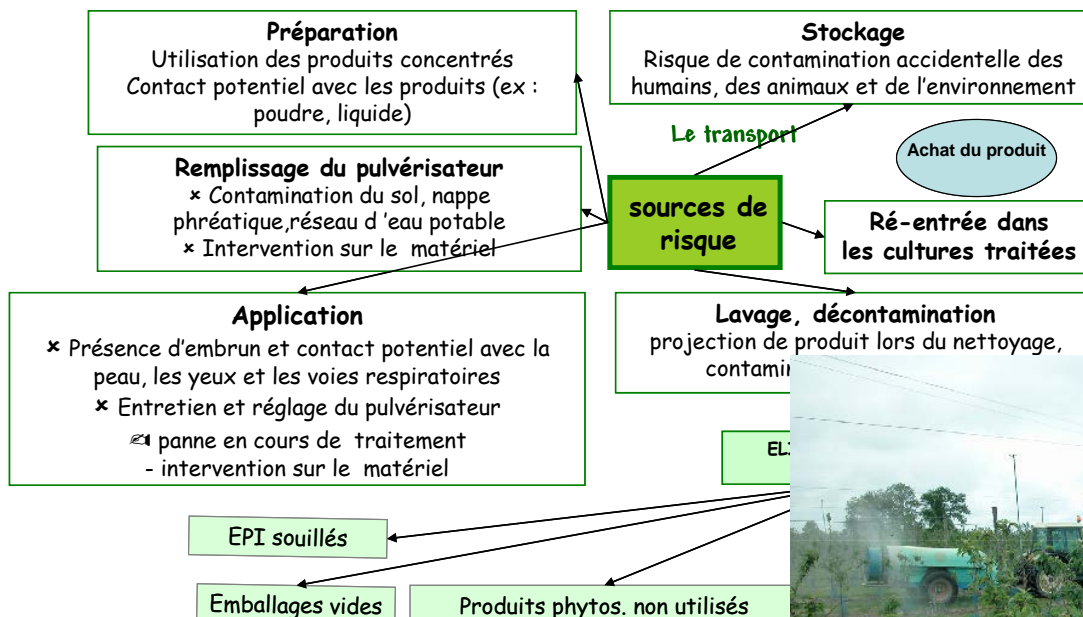 Préparation
Utilisation des produits concentrés
Contact potentiel avec les produits (ex :
poudre, liquide)
Stockage
Risque de contamination accidentelle des
humains, des animaux et de l’environnement
Le transport
Achat du produit
Remplissage du pulvérisateur
× Contamination du sol, nappe
phréatique,réseau d ’eau potable
× Intervention sur le matériel
sources de
risque
Ré-entrée dans
les cultures traitées
Application
× Présence d’embrun et contact potentiel avec la
peau, les yeux et les voies respiratoires
× Entretien et réglage du pulvérisateur
✍ panne en cours de traitement
- intervention sur le matériel
Lavage, décontamination
projection de produit lors du nettoyage,
EPI souillés
Emballages vides
Produits phytos. non utilisés